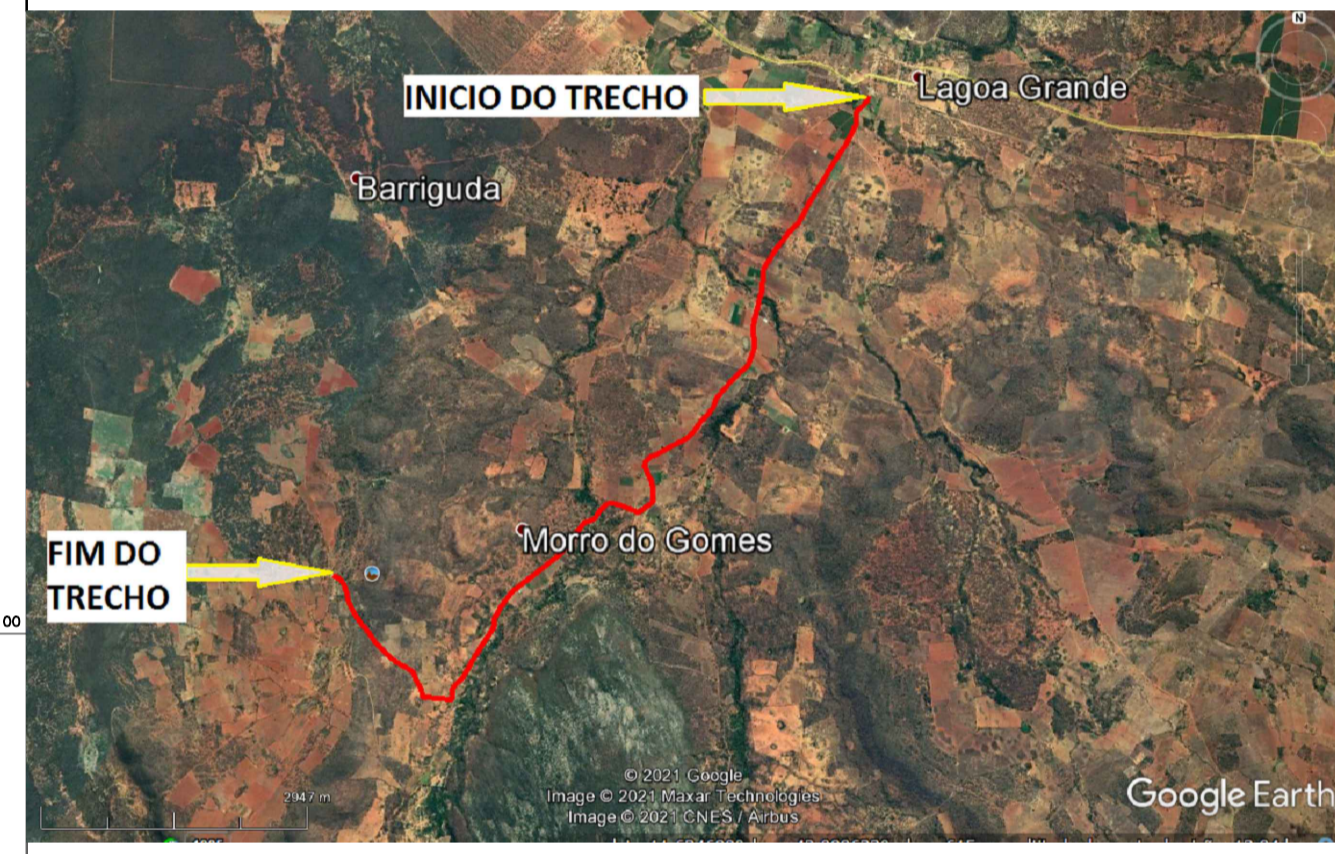 INICIO DO TRECHO
Lagoa Grande
Barriguda
Morro do Gomes
FIM DO
TRECHO
00
2947 m
© 2021 Google
Image © 2021 Maxar Technologies
Image © 2021 CNES / Airbus
Google Earth
N